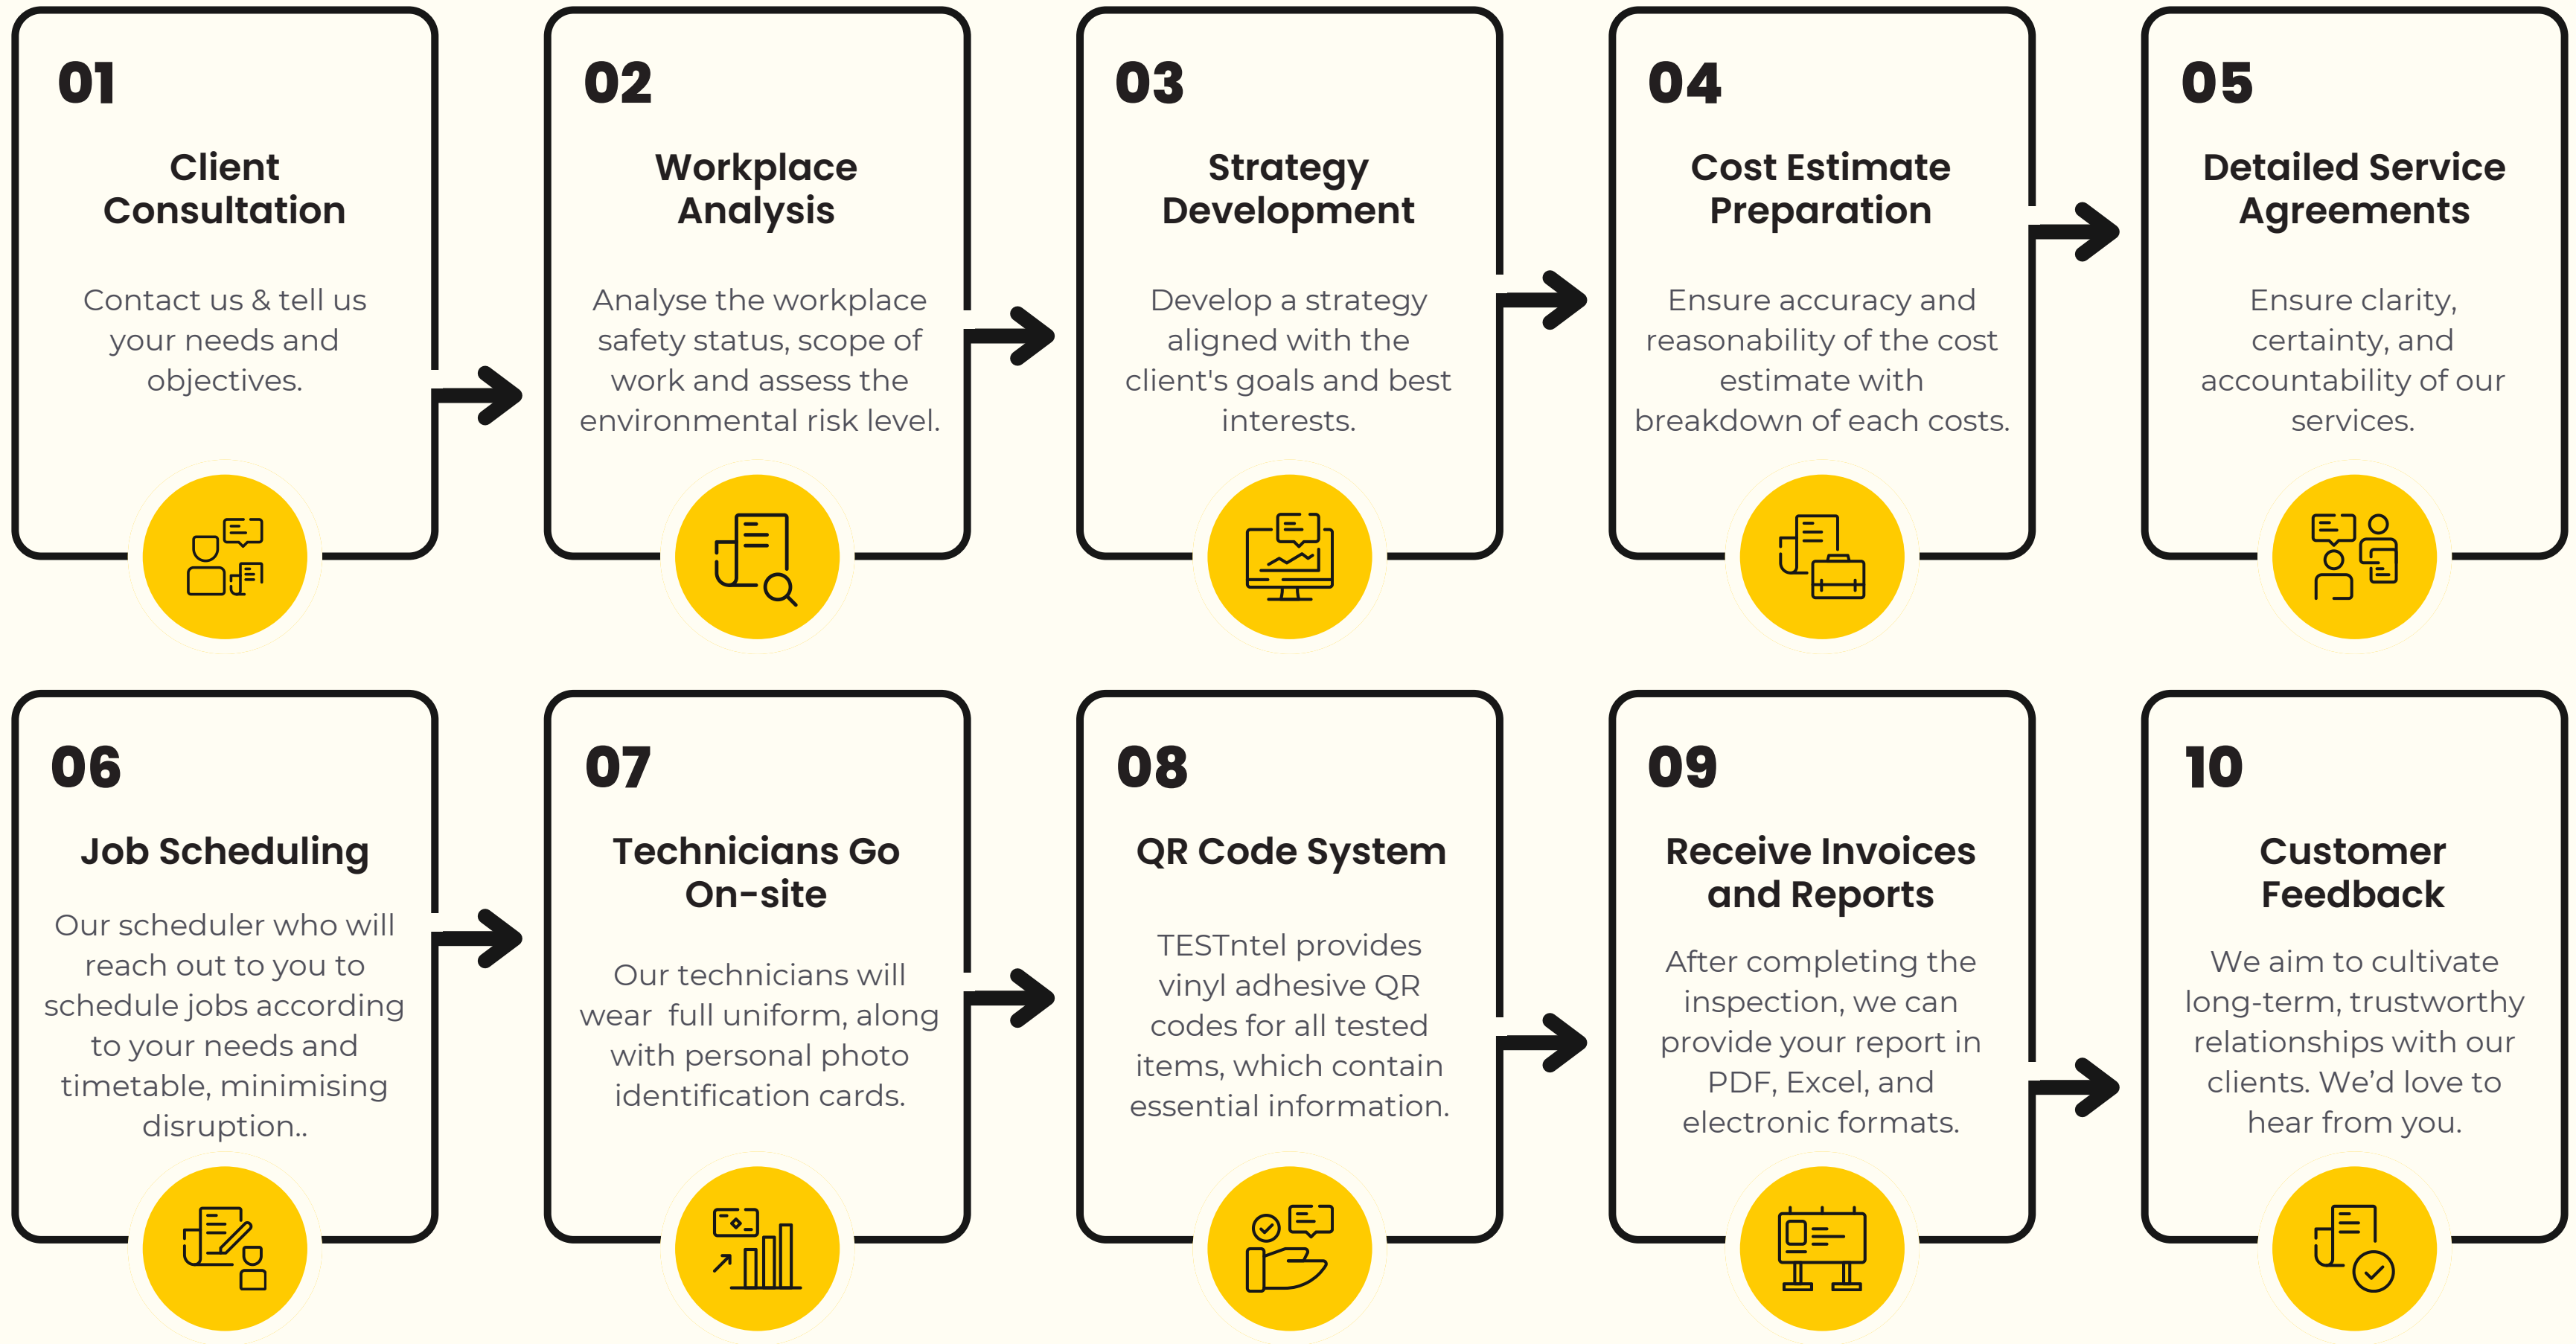 01
Client
Consultation
Contact us & tell us
your needs and
objectives.
02
Workplace
Analysis
Analyse the workplace
safety status, scope of
work and assess the
environmental risk level.
03
Strategy
Development
Develop a strategy
aligned with the
client's goals and best
interests.
04
Cost Estimate
Preparation
Ensure accuracy and
reasonability of the cost
estimate with
breakdown of each costs.
05
Detailed Service
Agreements
Ensure clarity,
certainty, and
accountability of our
services.
06
Job Scheduling
Our scheduler who will
reach out to you to
schedule jobs according
to your needs and
timetable, minimising
disruption..
07
Technicians Go
On-site
Our technicians will
wear  full uniform, along
with personal photo
identification cards.
08
QR Code System
TESTntel provides
vinyl adhesive QR
codes for all tested
items, which contain
essential information.
09
Receive Invoices
and Reports
After completing the
inspection, we can
provide your report in
PDF, Excel, and
electronic formats.
10
Customer
Feedback
We aim to cultivate
long-term, trustworthy
relationships with our
clients. We’d love to
hear from you.